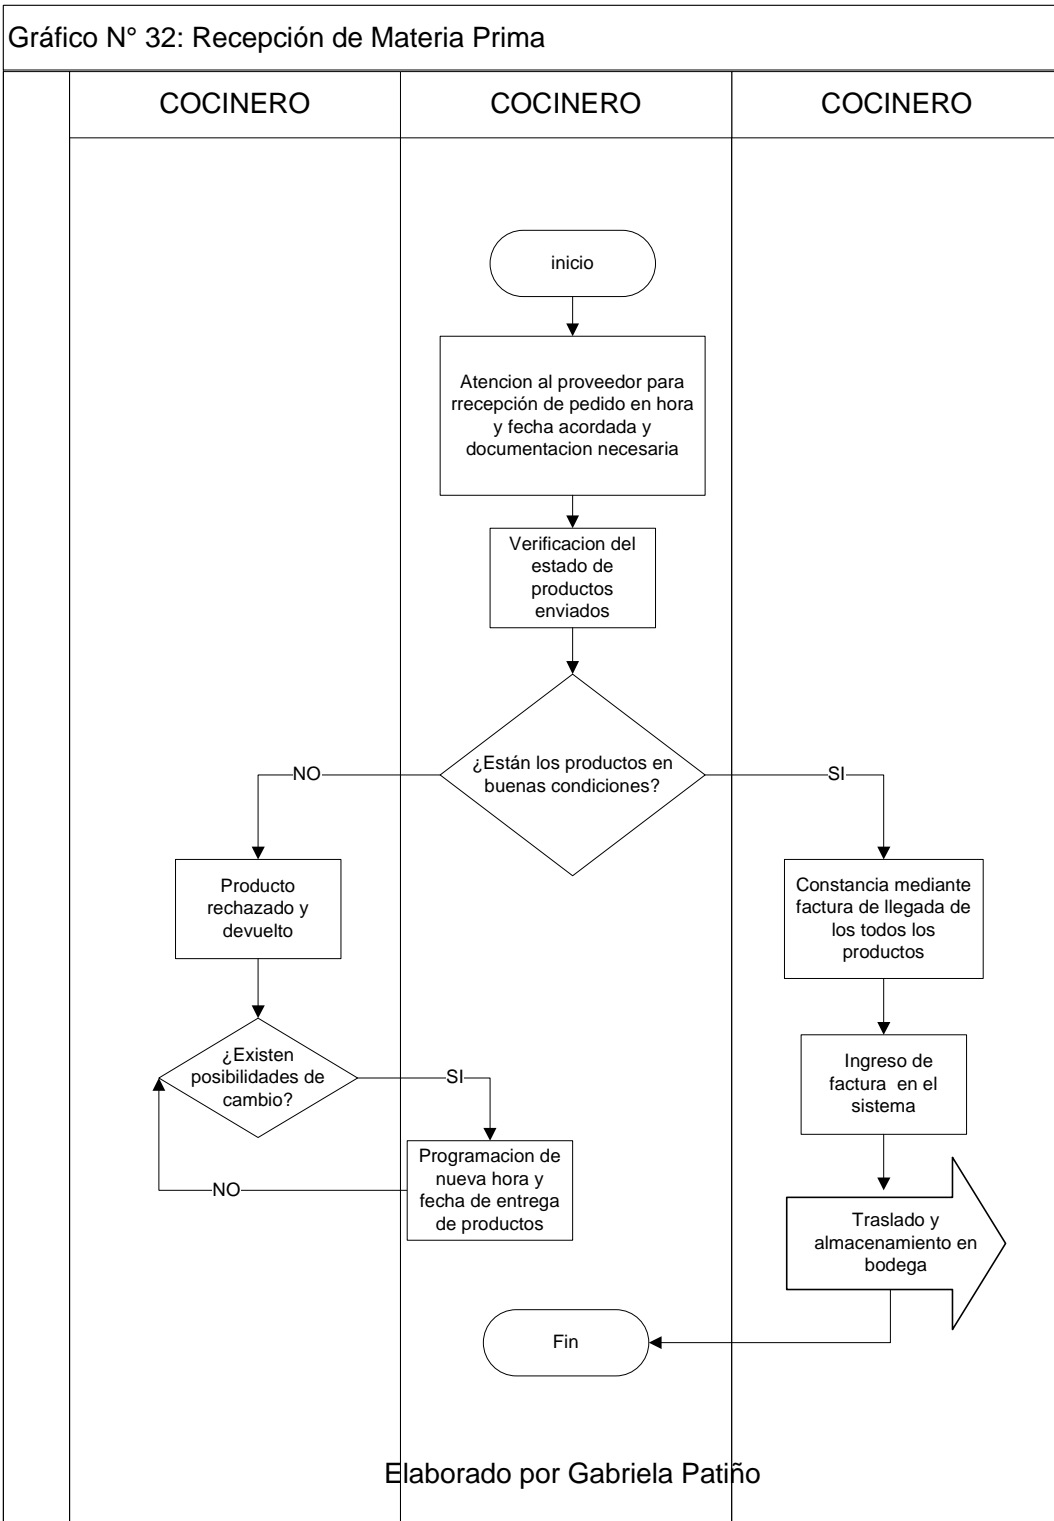 Gráfico N° 32: Recepción de Materia Prima
COCINERO
COCINERO
COCINERO
inicio
Atencion al proveedor para
rrecepción de pedido en hora
y fecha acordada y
documentacion necesaria
Verificacion del
estado de
productos
enviados
¿Están los productos en
buenas condiciones?
NO
SI
Producto
rechazado y
devuelto
Constancia mediante
factura de llegada de
los todos los
productos
¿Existen
posibilidades de
cambio?
SI
Ingreso de
factura en el
sistema
Programacion de
nueva hora y
fecha de entrega
de productos
NO
Traslado y
almacenamiento en
bodega
Fin
Elaborado por Gabriela Patiño